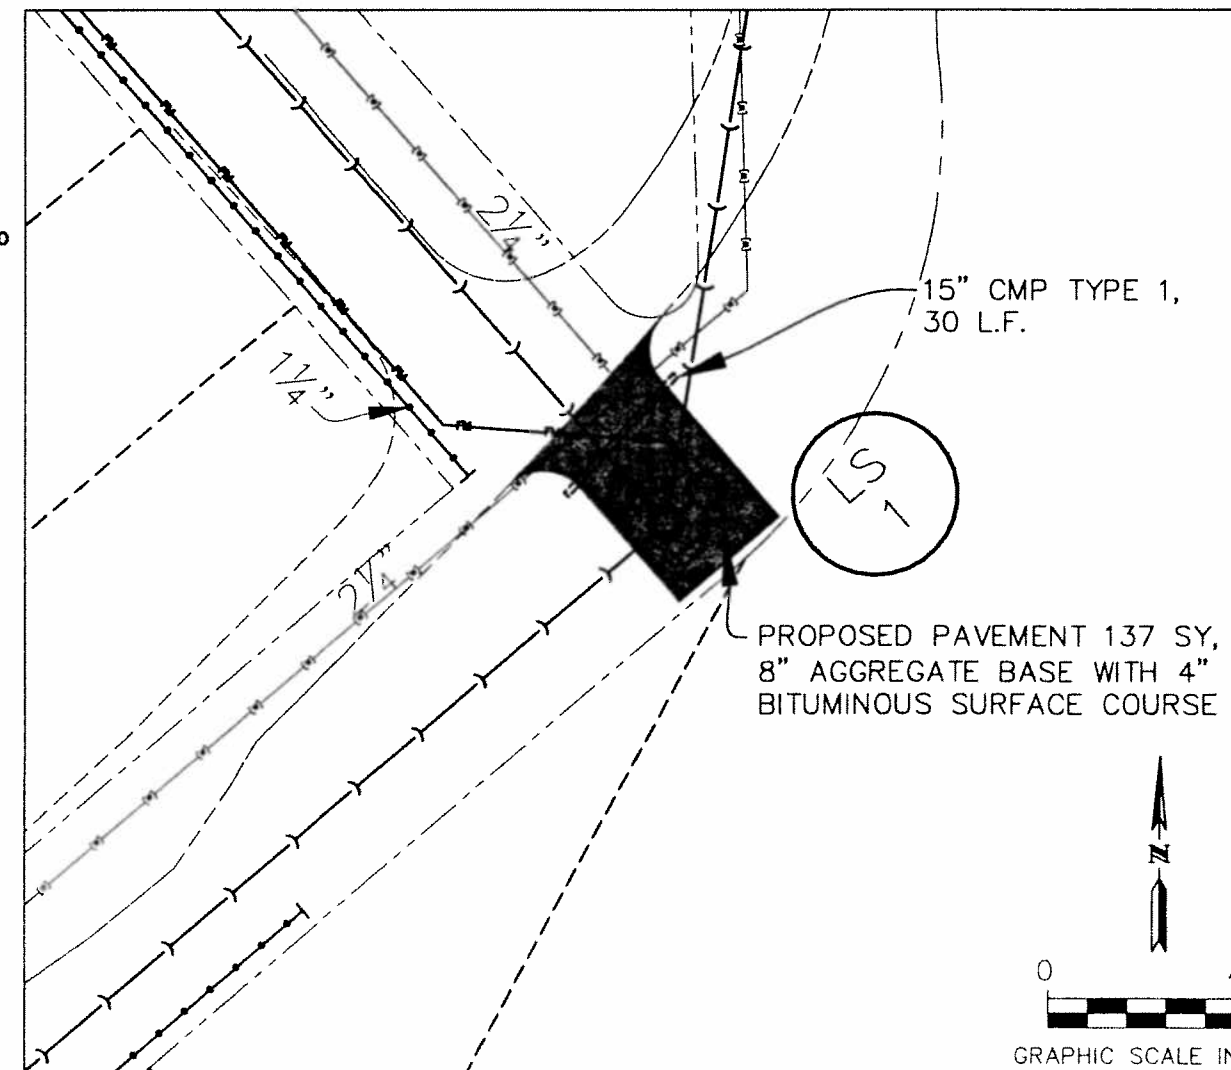 2¼"
15" CMP TYPE 1,
30 L.F.
1¼"
LS
1
2¼"
PROPOSED PAVEMENT 137 SY,
8" AGGREGATE BASE WITH 4"
BITUMINOUS SURFACE COURSE
N
0
GRAPHIC SCALE IN